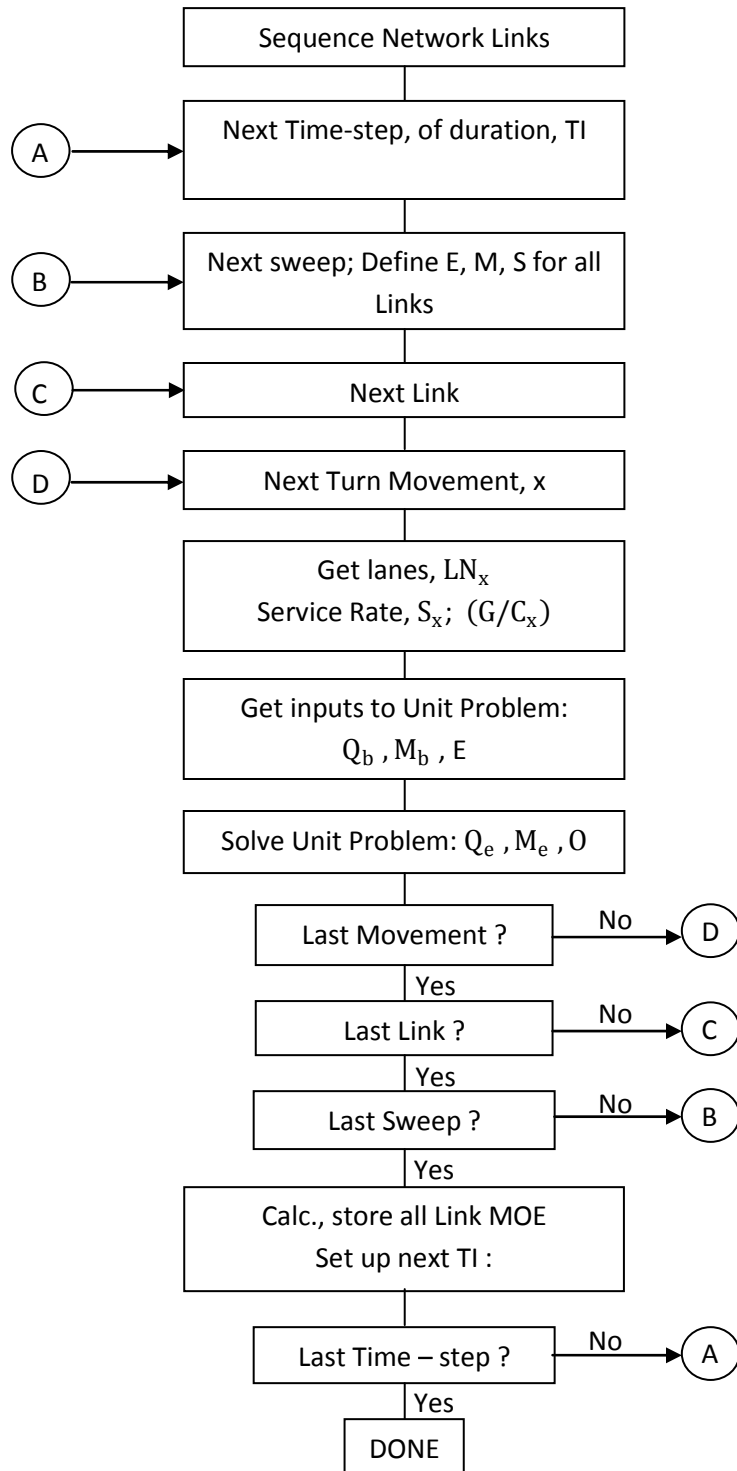 Sequence Network Links
A
Next Time-step, of duration, TI
B
Next sweep; Define E, M, S for all
Links
C
Next Link
D
Next Turn Movement, x
Get lanes, LNₓ
Service Rate, Sₓ; (G/Cₓ)
Get inputs to Unit Problem:
Q_b , M_b , E
Solve Unit Problem: Qₑ , Mₑ , O
Last Movement ?
No
D
Yes
Last Link ?
No
C
Yes
Last Sweep ?
No
B
Yes
Calc., store all Link MOE
Set up next TI :
Last Time – step ?
No
A
Yes
DONE